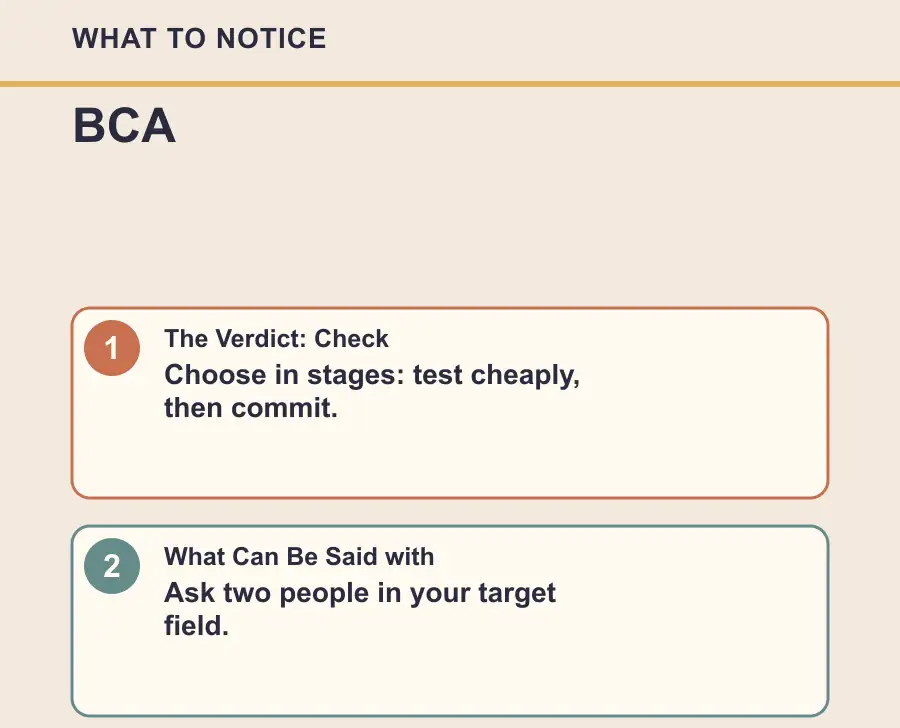 WHAT TO NOTICE
BCA
1
The Verdict: Check
Choose in stages: test cheaply,
then commit.
2
What Can Be Said with
Ask two people in your target
field.